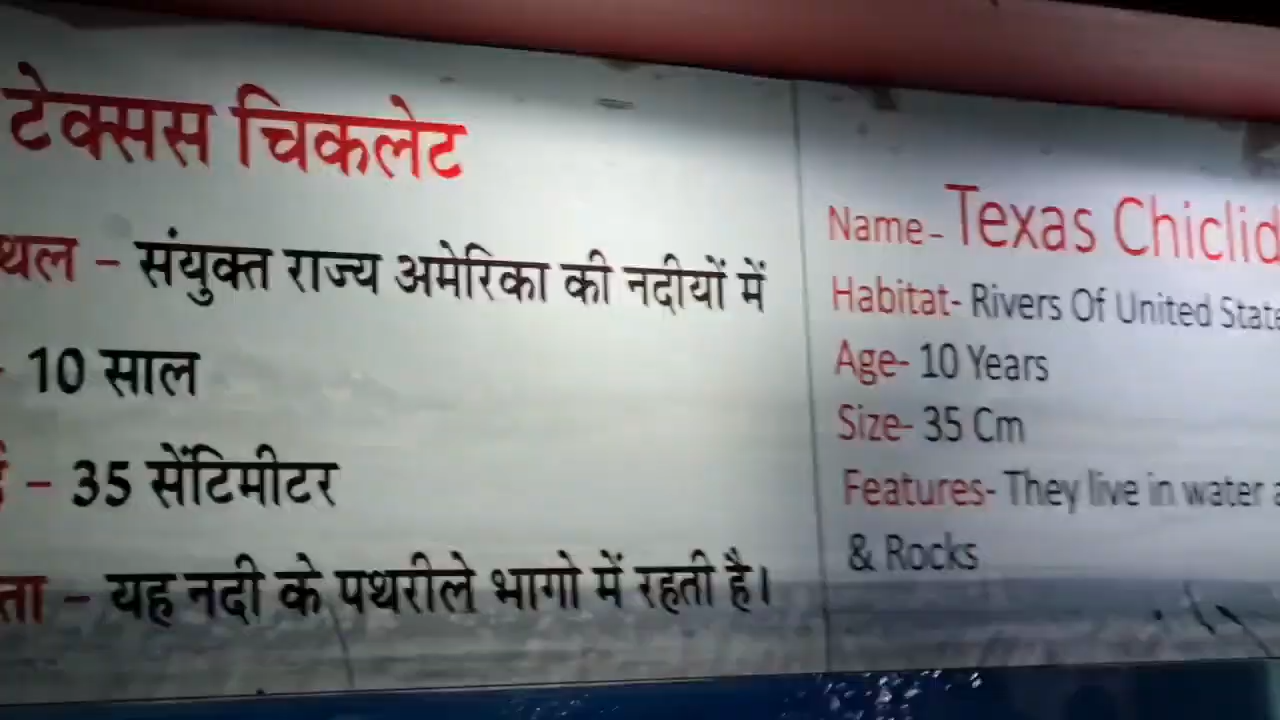 टेक्सस चिकलेट
थल – संयुक्त राज्य अमेरिका की नदीयों में
- 10 साल
– 35 सेंटिमीटर
ता – यह नदी के पथरीले भागो में रहती है।
Name- Texas Chiclid
Habitat- Rivers Of United State
Age- 10 Years
Size- 35 Cm
Features- They live in water a
& Rocks